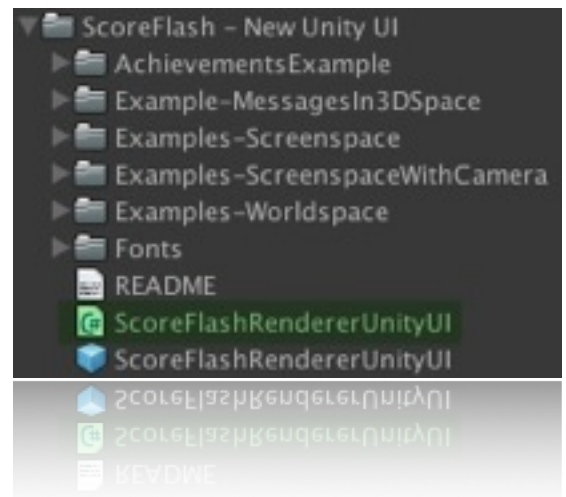 ScoreFlash – New Unity UI
AchievementsExample
Example-MessagesIn3DSpace
Examples-Screenspace
Examples-ScreenspaceWithCamera
Examples-Worldspace
Fonts
README
ScoreFlashRendererUnityUI
ScoreFlashRendererUnityUI